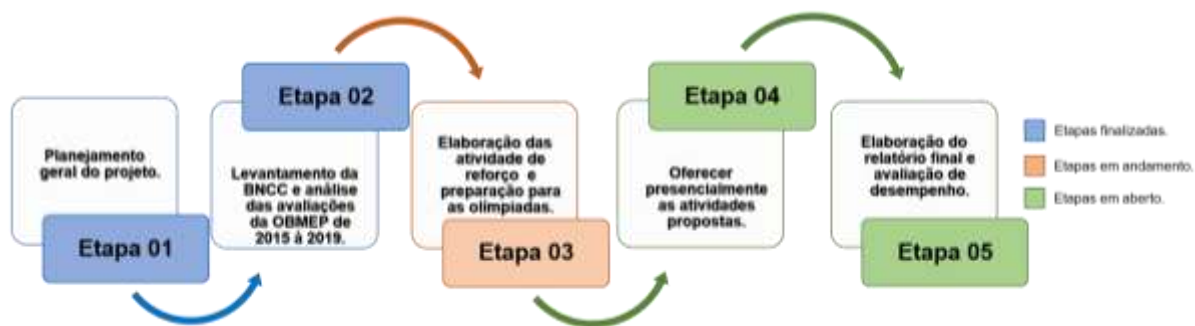 Planejamento
geral do projeto.
Etapa 01
Etapa 02
Levantamento da
BNCC e análise
das avaliações
da OBMEP de
2015 à 2019.
Elaboração das
atividade de
reforço e
preparação para
as olimpiadas.
Etapa 03
Etapa 04
Oferecer
presencialmente
as atividades
propostas.
Elaboração do
relatório final e
avaliação de
desempenho.
Etapa 05
Etapas finalizadas.
Etapas em andamento.
Etapas em aberto.